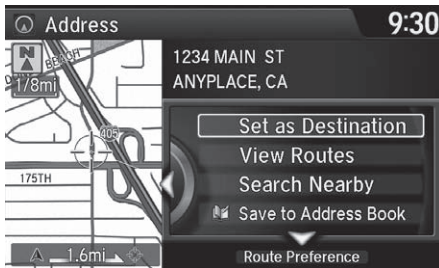 Address
9:30
N
1/8mi
BEACH
405
175TH
1.6mi
1234 MAIN ST
ANYPLACE, CA
Set as Destination
View Routes
Search Nearby
Save to Address Book
Route Preference